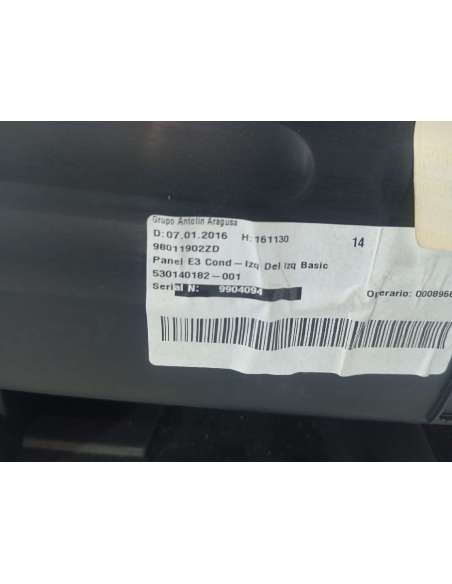 Grupo Antolin Aragusa
D: 07.01.2016 H: 161130 14
98011902ZD
Panel E3 Cond-Izq Del Izq Basic
530140182-001
Serial N: 9904094 Operario: 0008966